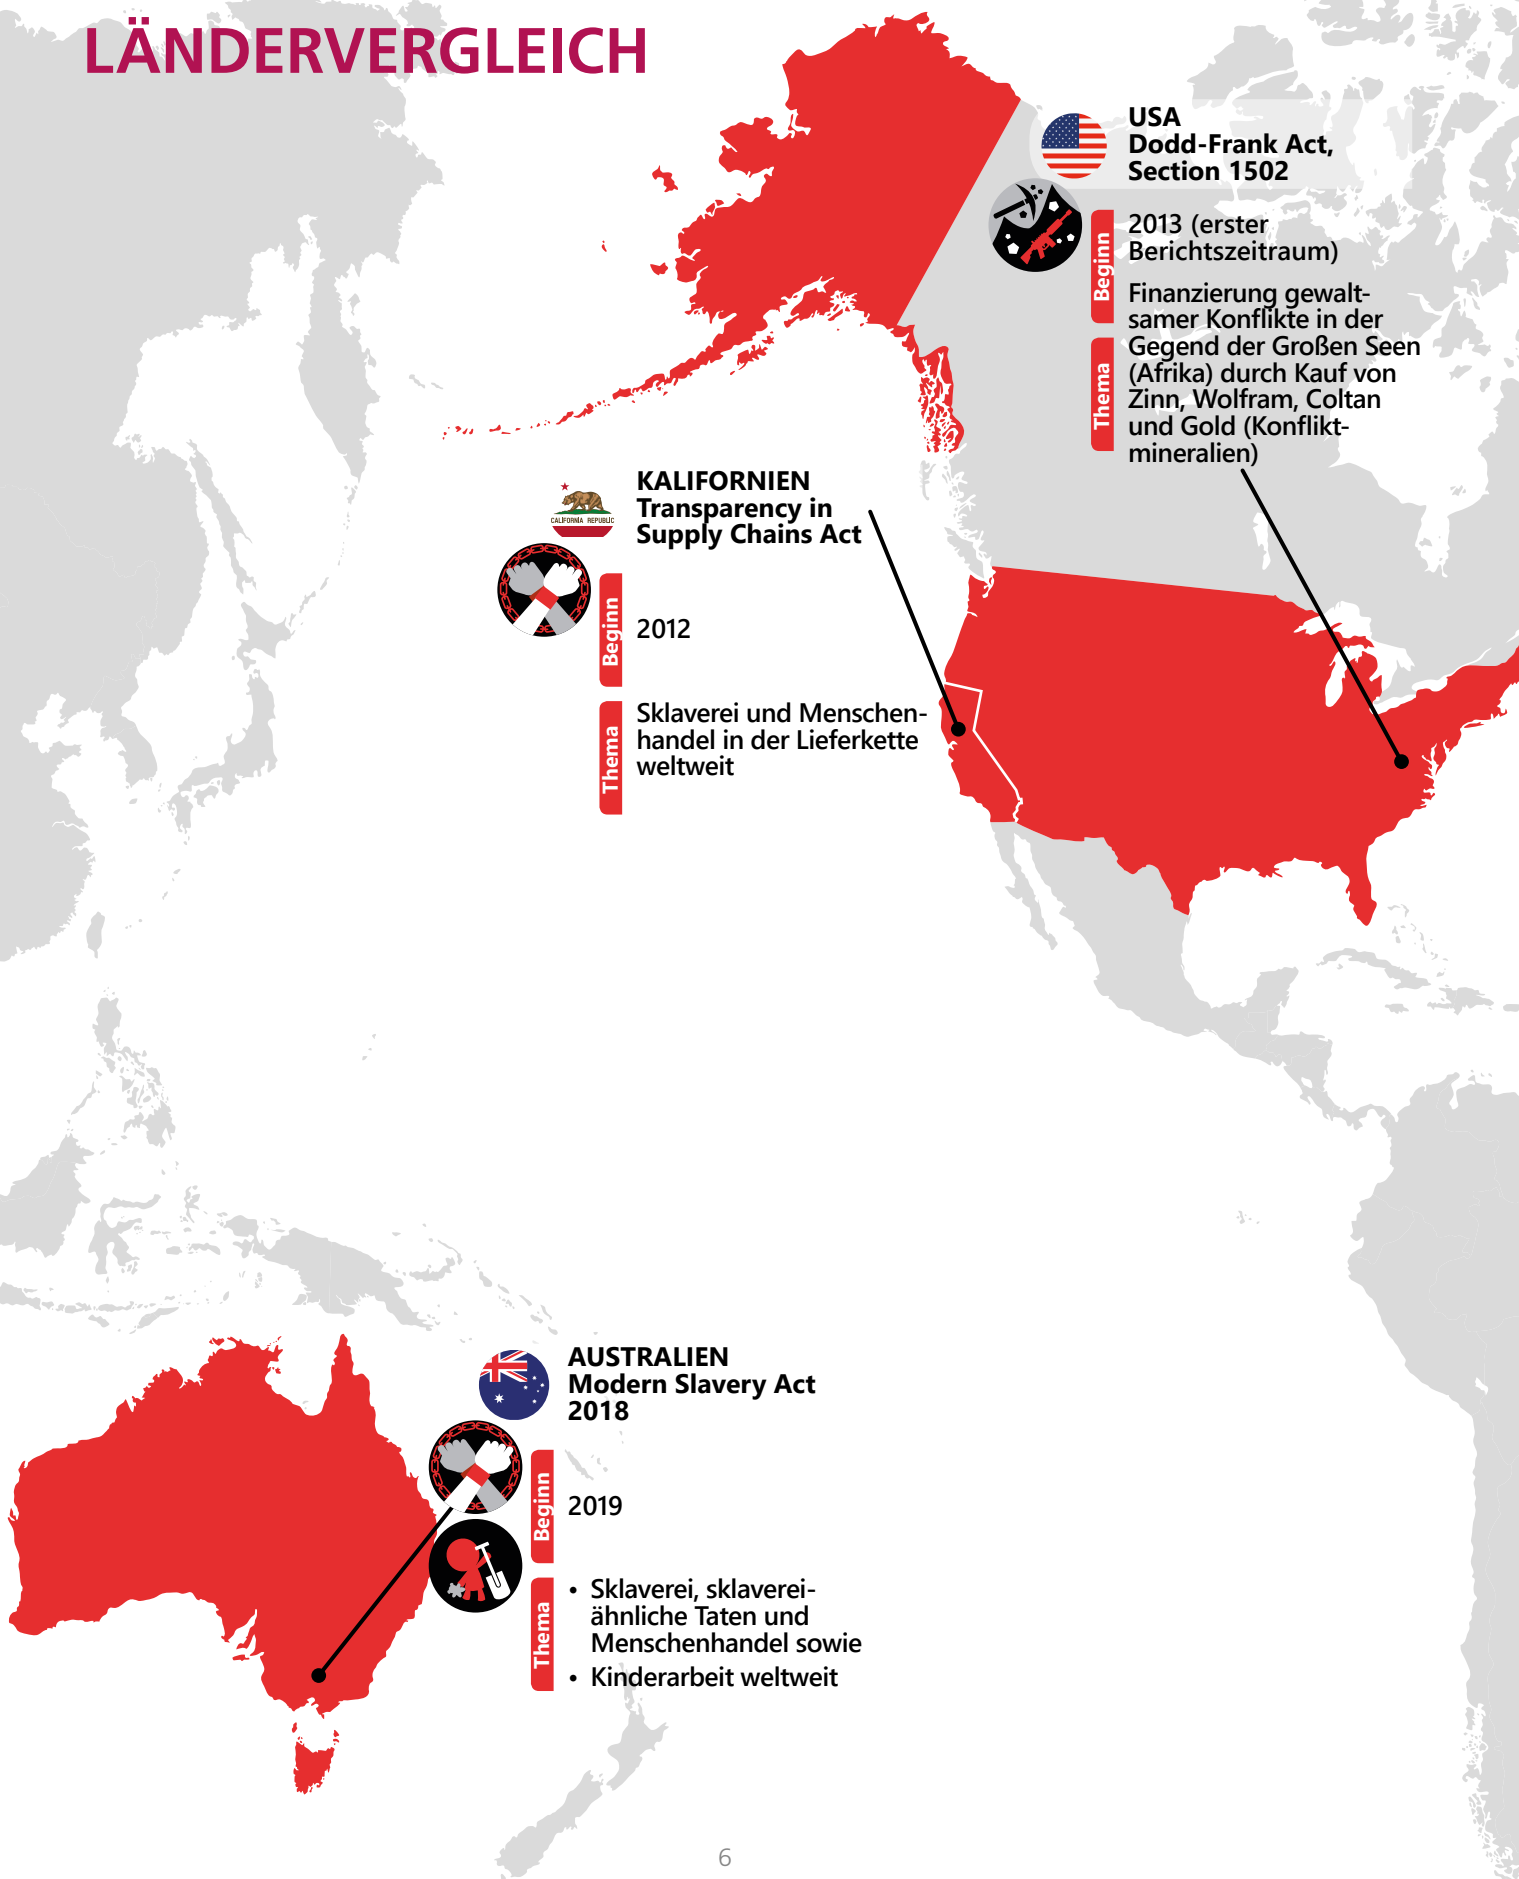 LÄNDERVERGLEICH
USA
Dodd-Frank Act,
Section 1502
Beginn
2013 (erster
Berichtszeitraum)
Thema
Finanzierung gewalt-
samer Konflikte in der
Gegend der Großen Seen
(Afrika) durch Kauf von
Zinn, Wolfram, Coltan
und Gold (Konflikt-
mineralien)
CALIFORNIA REPUBLIC
KALIFORNIEN
Transparency in
Supply Chains Act
Beginn
2012
Thema
Sklaverei und Menschen-
handel in der Lieferkette
weltweit
AUSTRALIEN
Modern Slavery Act
2018
Beginn
2019
Thema
• Sklaverei, sklaverei-
ähnliche Taten und
Menschenhandel sowie
• Kinderarbeit weltweit
6